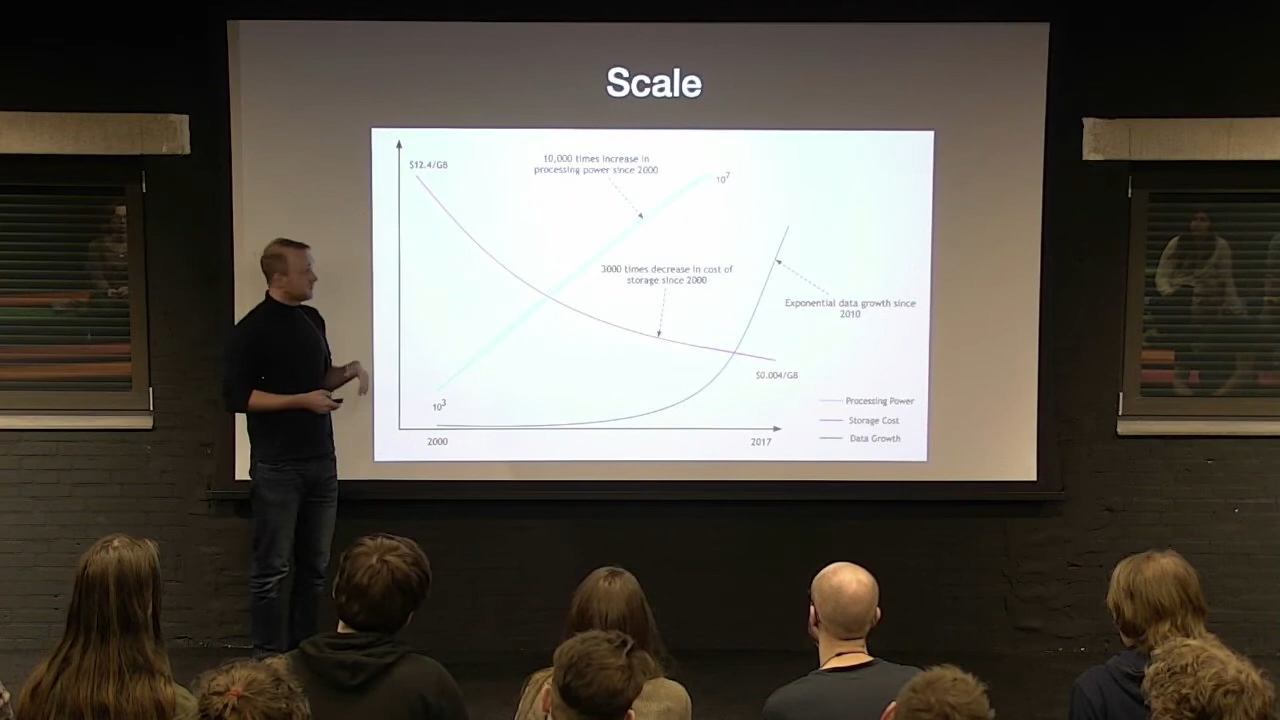 Scale
$12.4/GB
10,000 times increase in
processing power since 2000
10⁷
3000 times decrease in cost of
storage since 2000
Exponential data growth since
2010
$0.004/GB
10³
Processing Power
Storage Cost
Data Growth
2000
2017